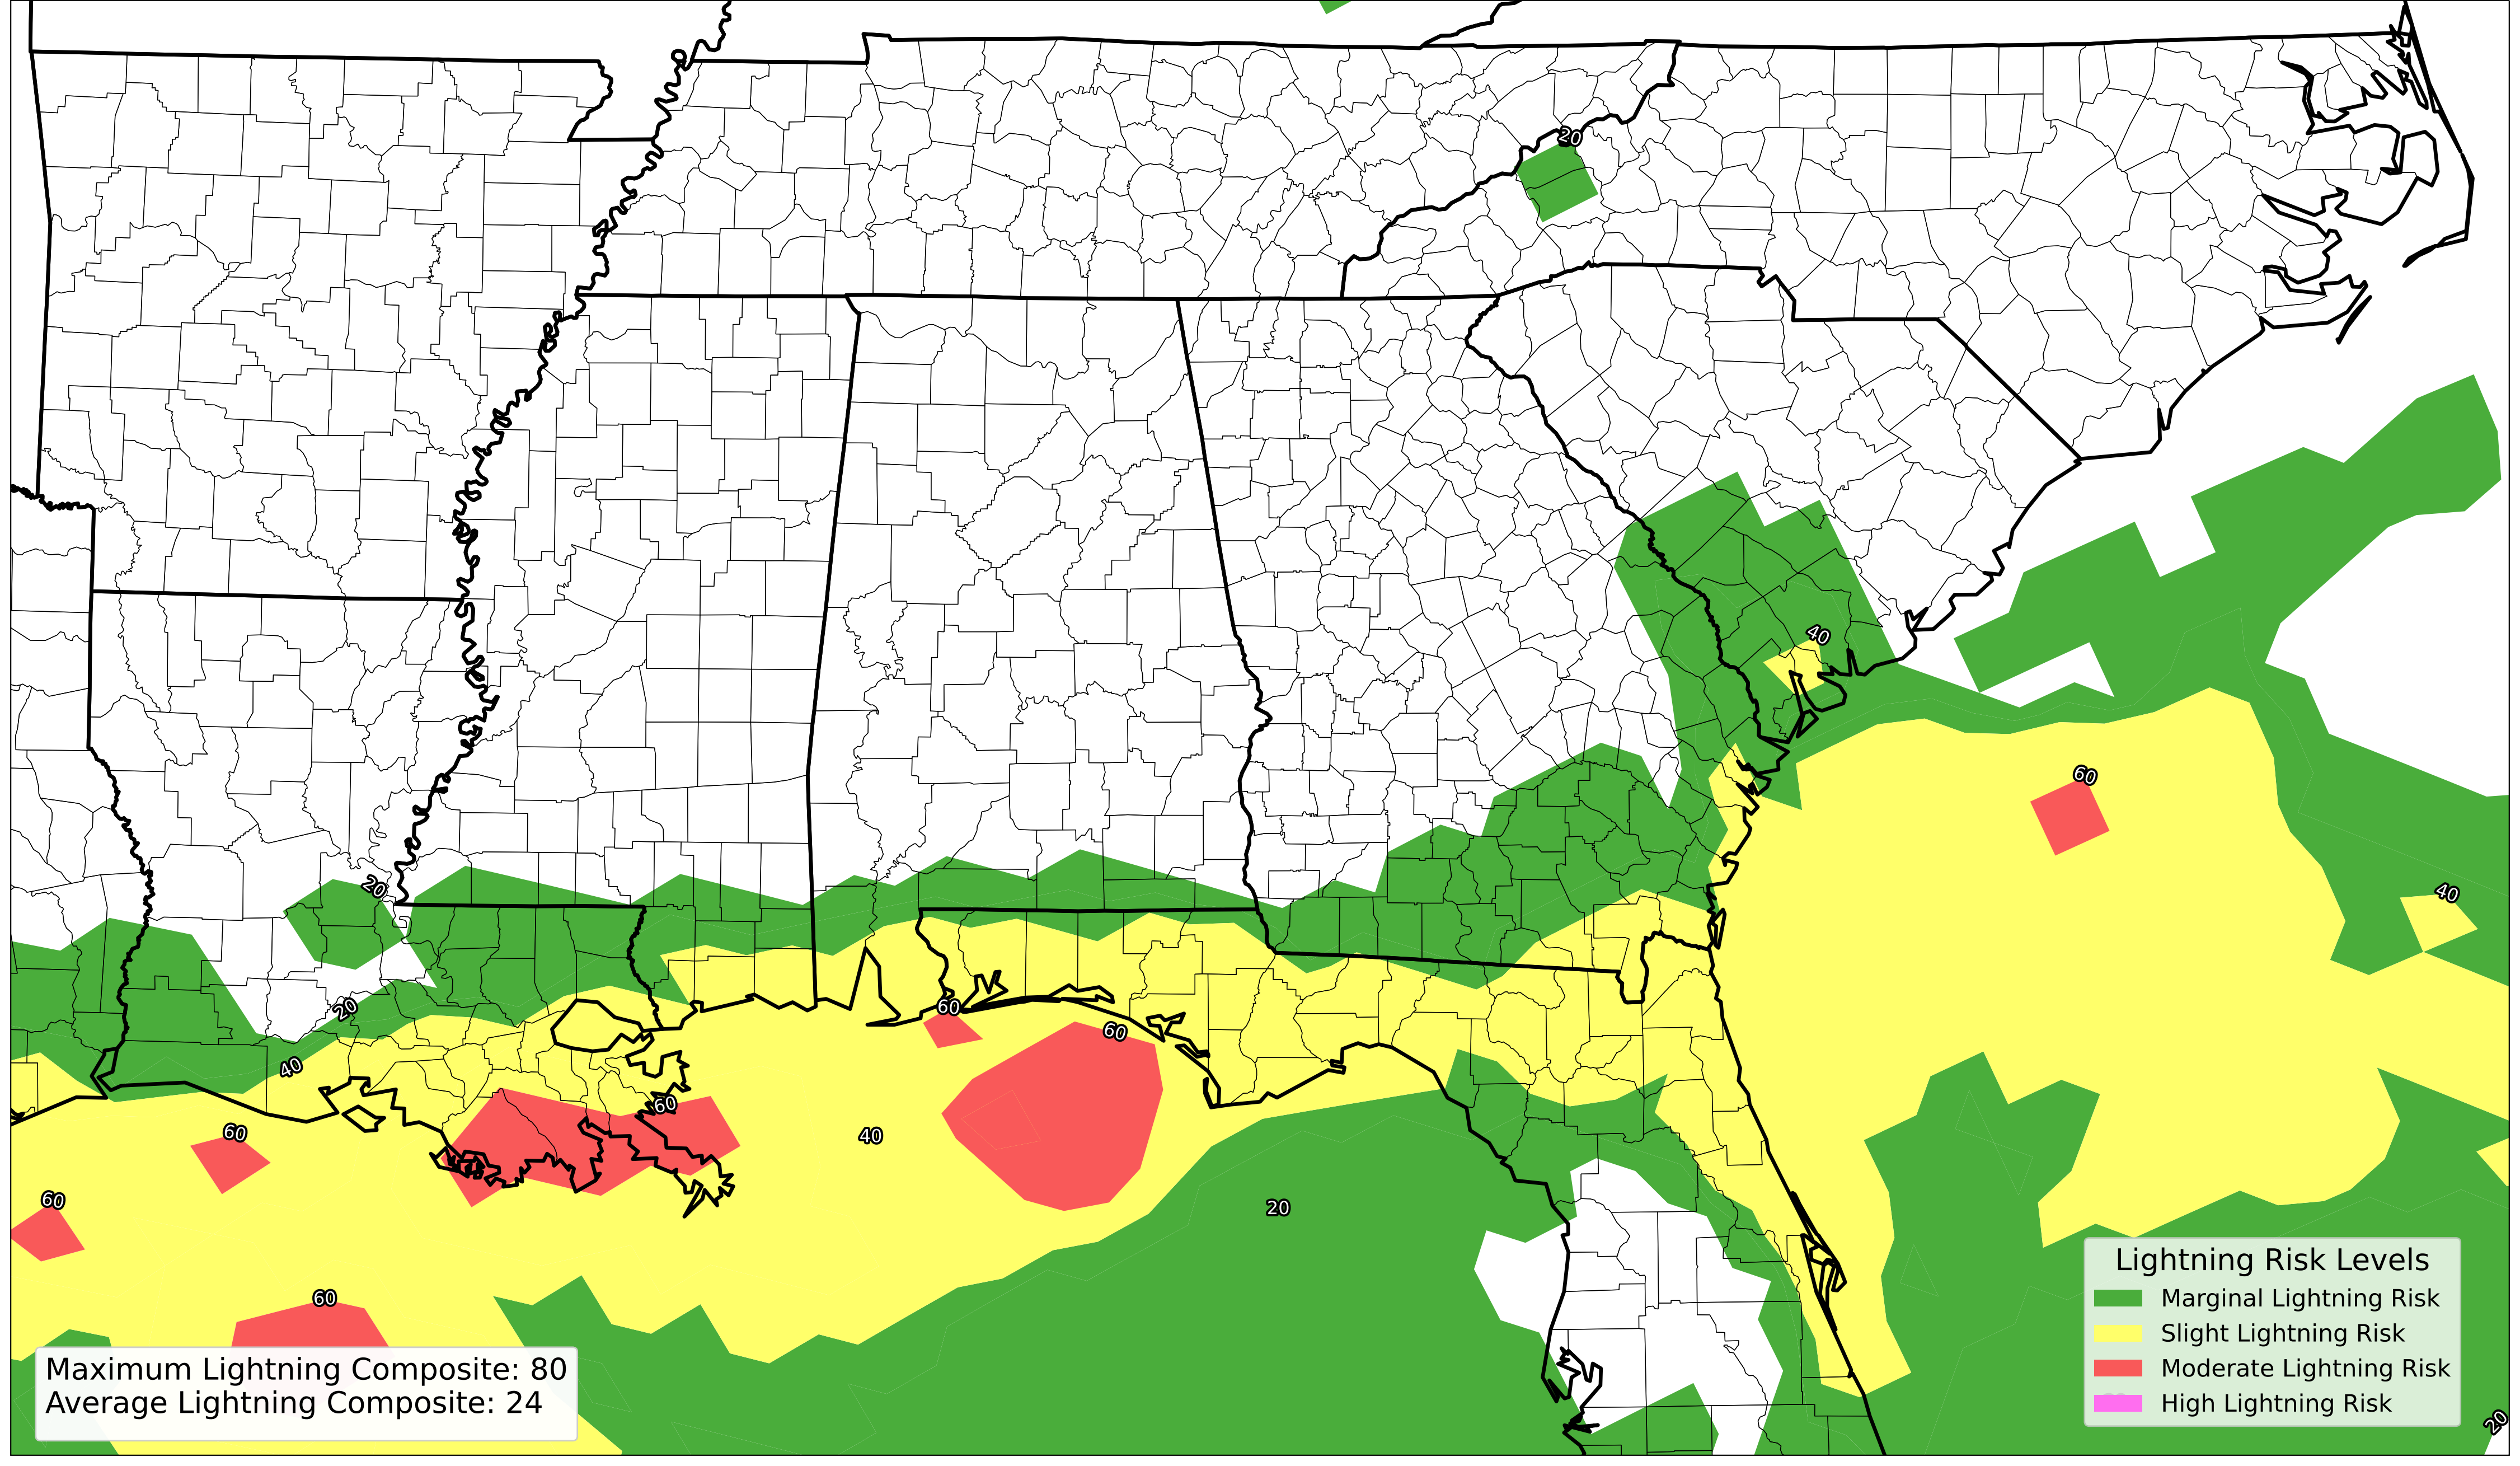 20
40
60
40
20
20
40
60
60
60
60
60
40
20
60
20
Lightning Risk Levels
Marginal Lightning Risk
Slight Lightning Risk
Moderate Lightning Risk
High Lightning Risk
Maximum Lightning Composite: 80
Average Lightning Composite: 24